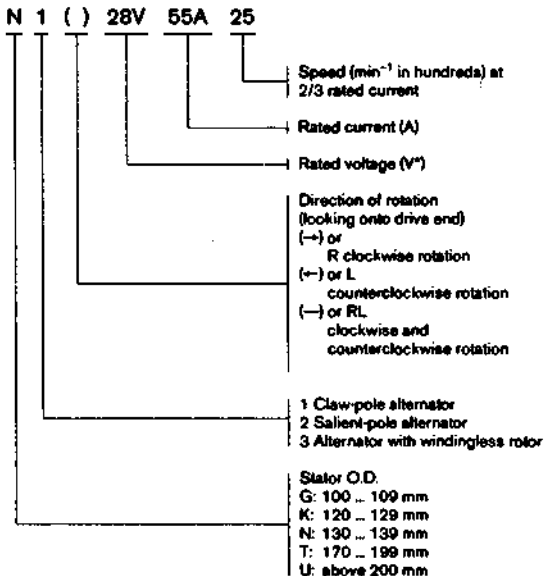 N 1 ( ) 28V 55A 25
Speed (min⁻¹ in hundreds) at
2/3 rated current
Rated current (A)
Rated voltage (V*)
Direction of rotation
(looking onto drive end)
(→) or
R clockwise rotation
(←) or L
counterclockwise rotation
(—) or RL
clockwise and
counterclockwise rotation
1 Claw-pole alternator
2 Salient-pole alternator
3 Alternator with windingless rotor
Stator O.D.
G: 100 ... 109 mm
K: 120 ... 129 mm
N: 130 ... 139 mm
T: 170 ... 199 mm
U: above 200 mm